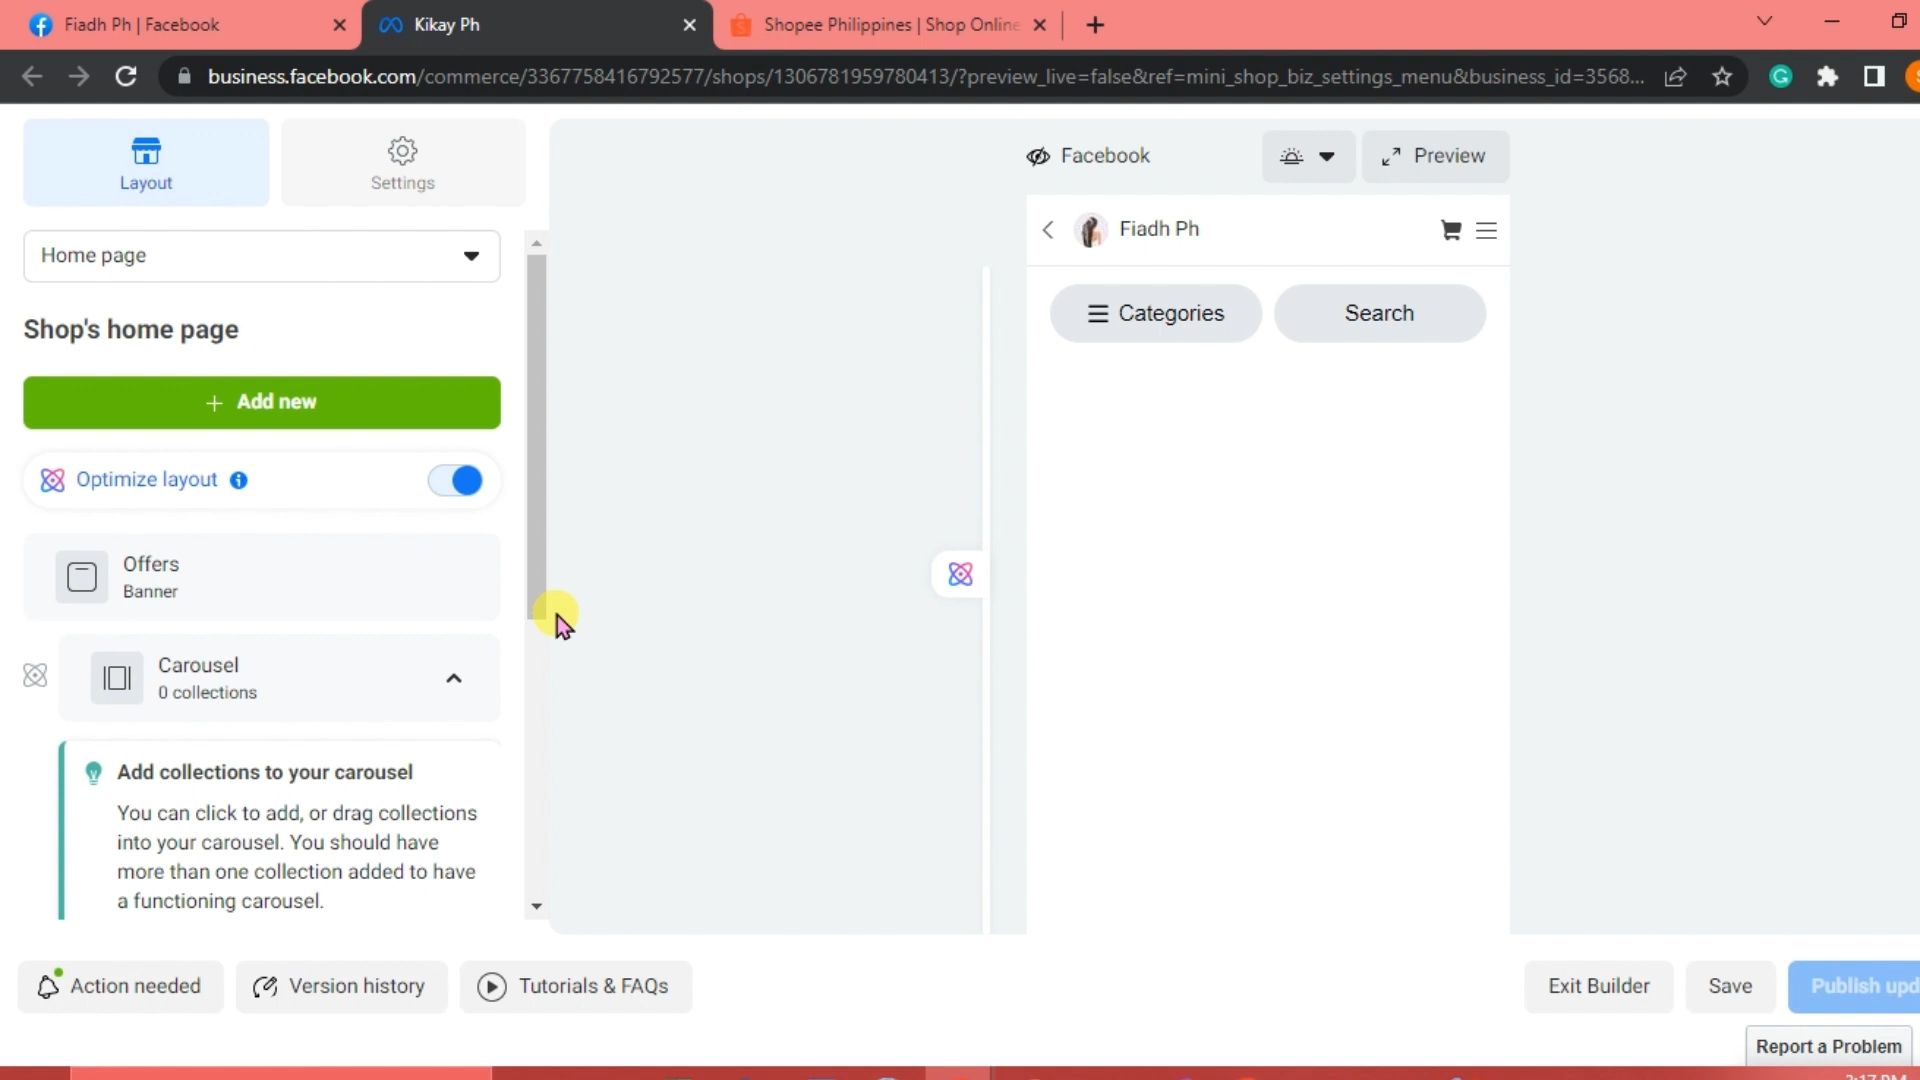 Fiadh Ph | Facebook
Kikay Ph
Shopee Philippines | Shop Online
business.facebook.com/commerce/3367758416792577/shops/1306781959780413/?preview_live=false&ref=mini_shop_biz_settings_menu&business_id=3568...
Layout
Settings
Facebook
Preview
Home page
Fiadh Ph
Categories
Search
Shop's home page
+ Add new
Optimize layout
Offers
Banner
Carousel
0 collections
Add collections to your carousel
You can click to add, or drag collections
into your carousel. You should have
more than one collection added to have
a functioning carousel.
Action needed
Version history
Tutorials & FAQs
Exit Builder
Save
Publish upd
Report a Problem